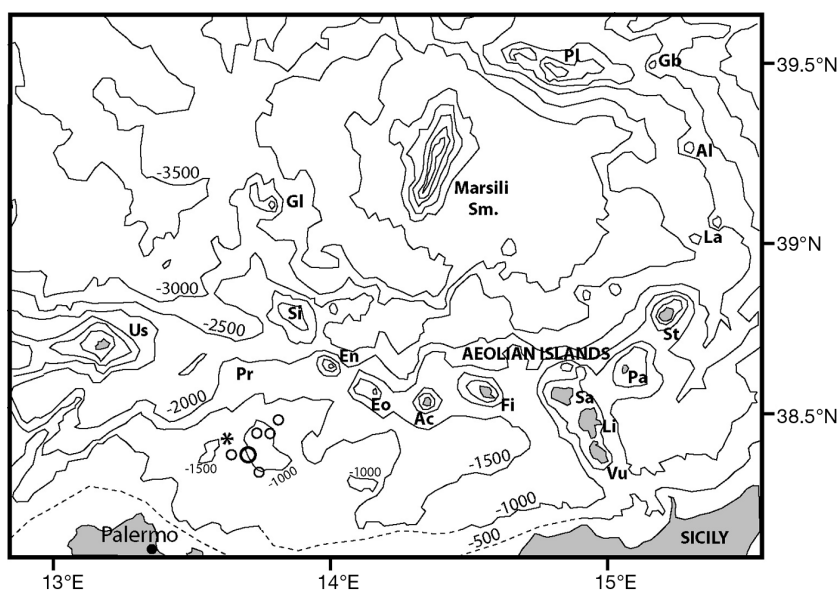 Pl
Gb
39.5°N
Al
-3500
Marsili
Sm.
Gl
La
39°N
-3000
Si
-2500
Us
St
En
AEOLIAN ISLANDS
Pr
Pa
-2000
Eo
Ac
Fi
Sa
38.5°N
Li
*
-1500
-1000
-1000
-1500
Vu
-1000
-500
Palermo
SICILY
13°E
14°E
15°E